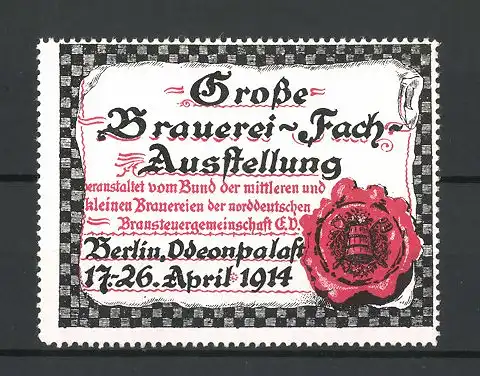 Große
Brauerei-Fach-
Ausstellung
veranstaltet vom Bund der mittleren und
kleinen Brauereien der norddeutschen
Brausteuergemeinschaft E.V.
Berlin, Odeonpalast
17-26. April 1914